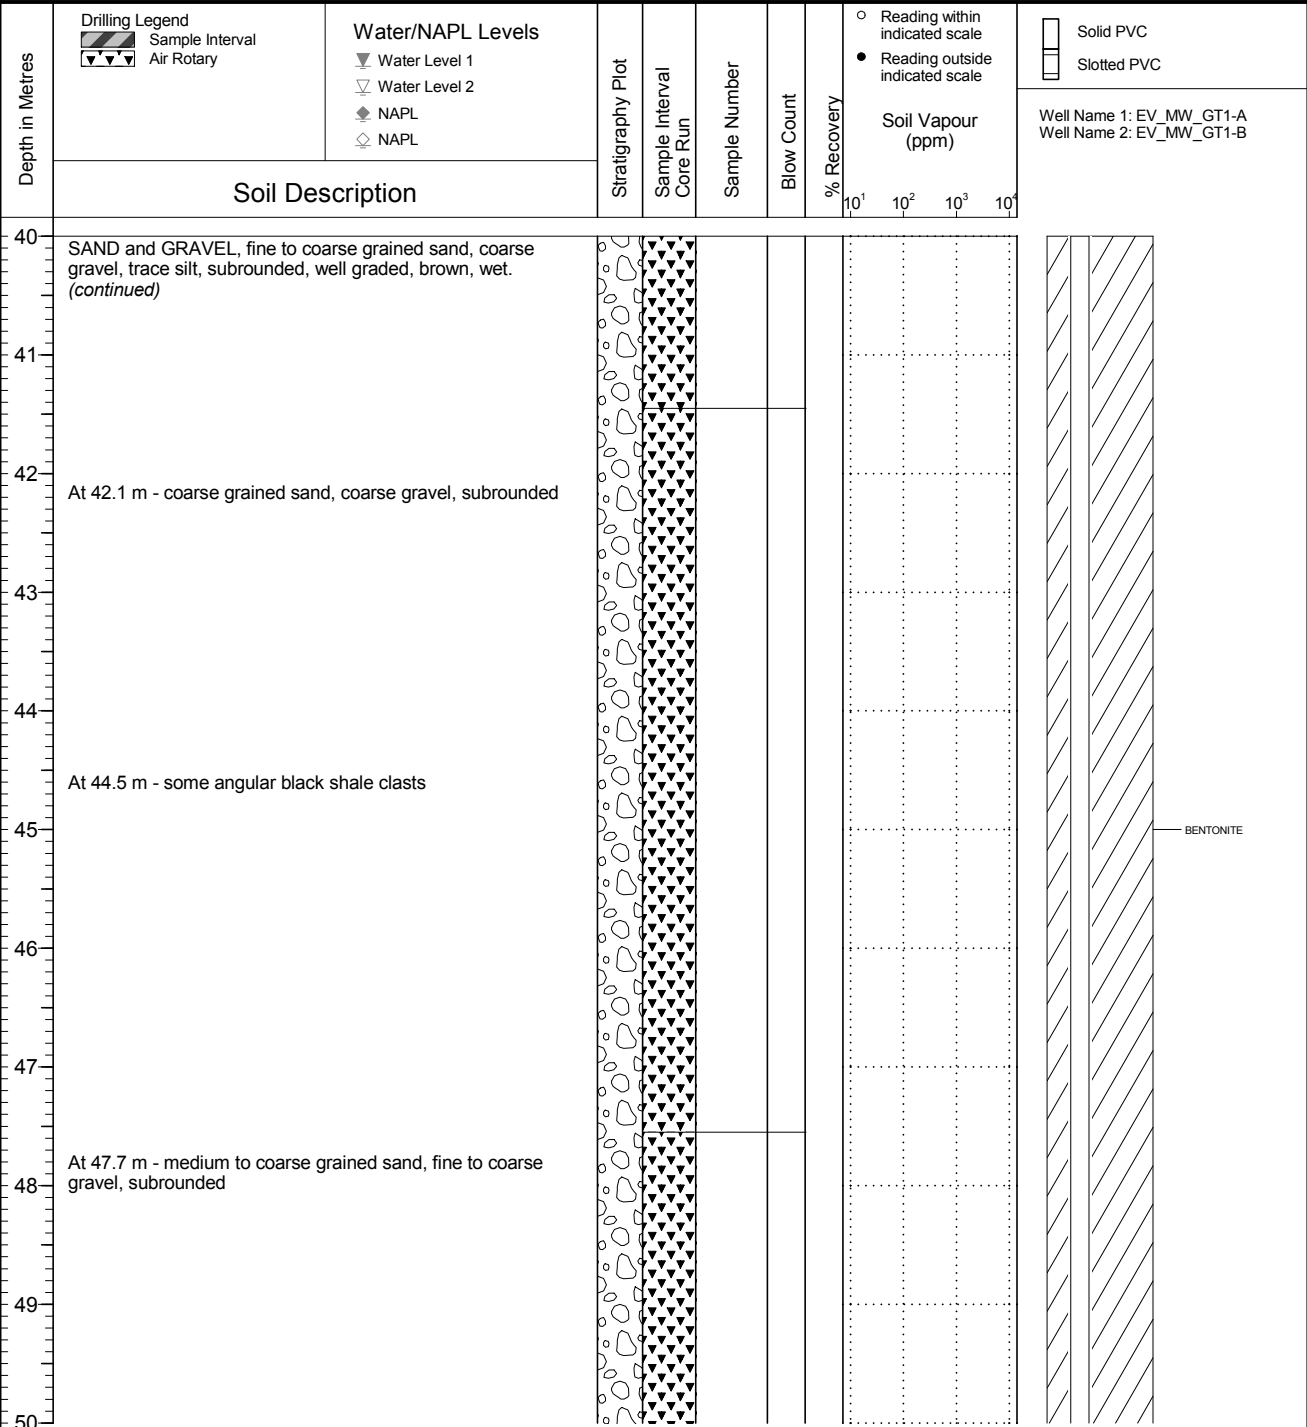 Depth in Metres
Drilling Legend
Sample Interval
Air Rotary
Water/NAPL Levels
Water Level 1
Water Level 2
NAPL
NAPL
Soil Description
Stratigraphy Plot
Sample Interval
Core Run
Sample Number
Blow Count
% Recovery
Reading within
indicated scale
Reading outside
indicated scale
Soil Vapour
(ppm)
10¹ 10² 10³ 10⁴
Solid PVC
Slotted PVC
Well Name 1: EV_MW_GT1-A
Well Name 2: EV_MW_GT1-B
40
SAND and GRAVEL, fine to coarse grained sand, coarse
gravel, trace silt, subrounded, well graded, brown, wet.
(continued)
41
42
At 42.1 m - coarse grained sand, coarse gravel, subrounded
43
44
At 44.5 m - some angular black shale clasts
45
BENTONITE
46
47
At 47.7 m - medium to coarse grained sand, fine to coarse
gravel, subrounded
48
49
50